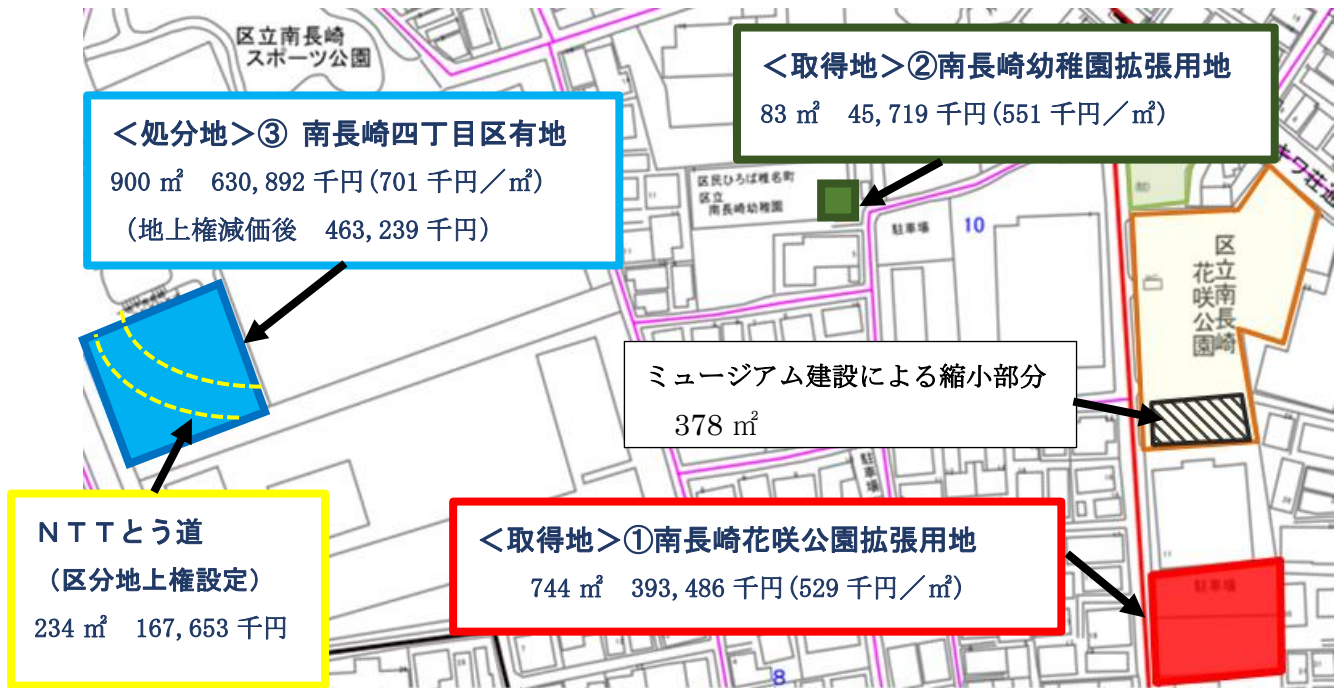 区立南長崎
スポーツ公園
＜取得地＞②南長崎幼稚園拡張用地
83 ㎡ 45,719 千円(551 千円／㎡)
＜処分地＞③ 南長崎四丁目区有地
900 ㎡ 630,892 千円(701 千円／㎡)
(地上権減価後 463,239 千円)
区民ひろば椎名町
区立
南長崎幼稚園
駐車場
10
区立南長崎
花咲公園
ミュージアム建設による縮小部分
378 ㎡
駐車場
ＮＴＴとう道
（区分地上権設定）
234 ㎡ 167,653 千円
＜取得地＞①南長崎花咲公園拡張用地
744 ㎡ 393,486 千円(529 千円／㎡)
駐車場
8